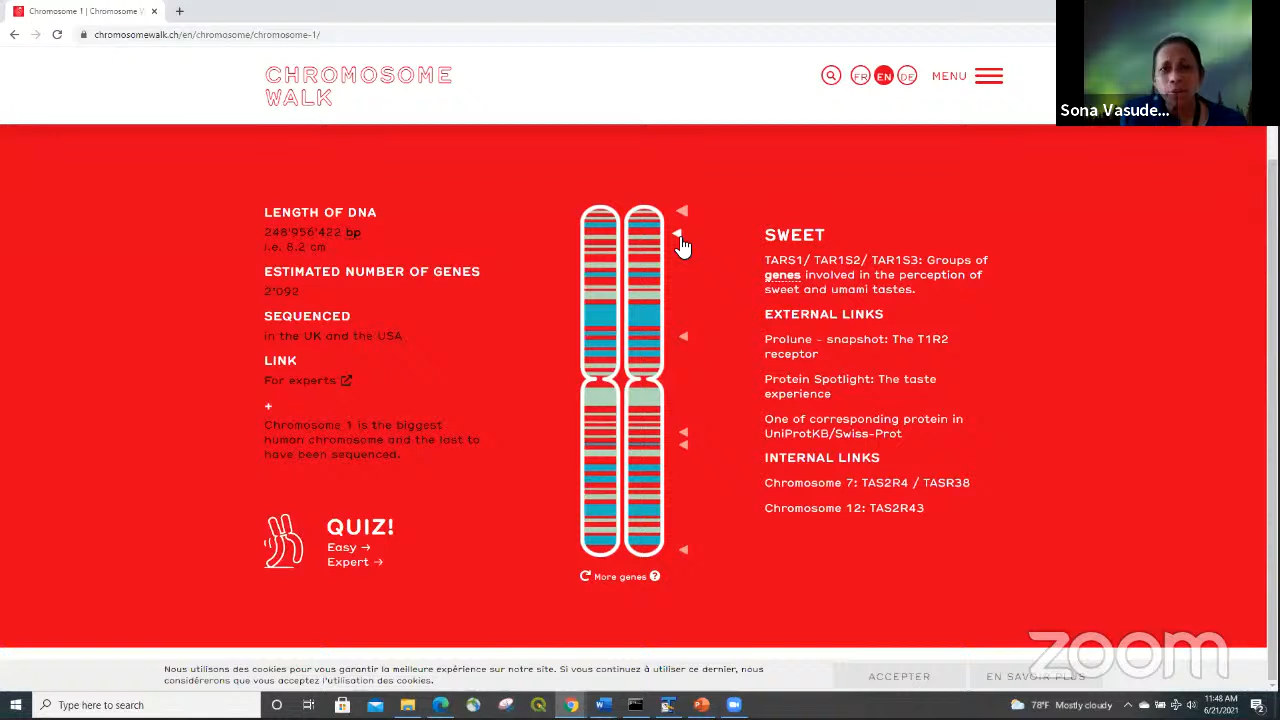 Chromosome 1 | Chromosome W
chromosomewalk.ch/en/chromosome/chromosome-1/
CHROMOSOME
WALK
FR
EN
DE
MENU
Sona Vasude...
LENGTH OF DNA
248'956'422 bp
i.e. 8.2 cm
ESTIMATED NUMBER OF GENES
2'092
SEQUENCED
in the UK and the USA
LINK
For experts
+
Chromosome 1 is the biggest
human chromosome and the last to
have been sequenced.
QUIZ!
Easy →
Expert →
More genes ?
SWEET
TARS1/ TAR1S2/ TAR1S3: Groups of
genes involved in the perception of
sweet and umami tastes.
EXTERNAL LINKS
Prolune - snapshot: The T1R2
receptor
Protein Spotlight: The taste
experience
One of corresponding protein in
UniProtKB/Swiss-Prot
INTERNAL LINKS
Chromosome 7: TAS2R4 / TASR38
Chromosome 12: TAS2R43
zoom
Nous utilisons des cookies pour vous garantir la meilleure expérience sur notre site. Si vous continuez à utiliser ce dernier, nous
considérerons que vous acceptez l'utilisation des cookies.
ACCEPTER
EN SAVOIR PLUS
Type here to search
78°F Mostly cloudy
11:48 AM
6/21/2021